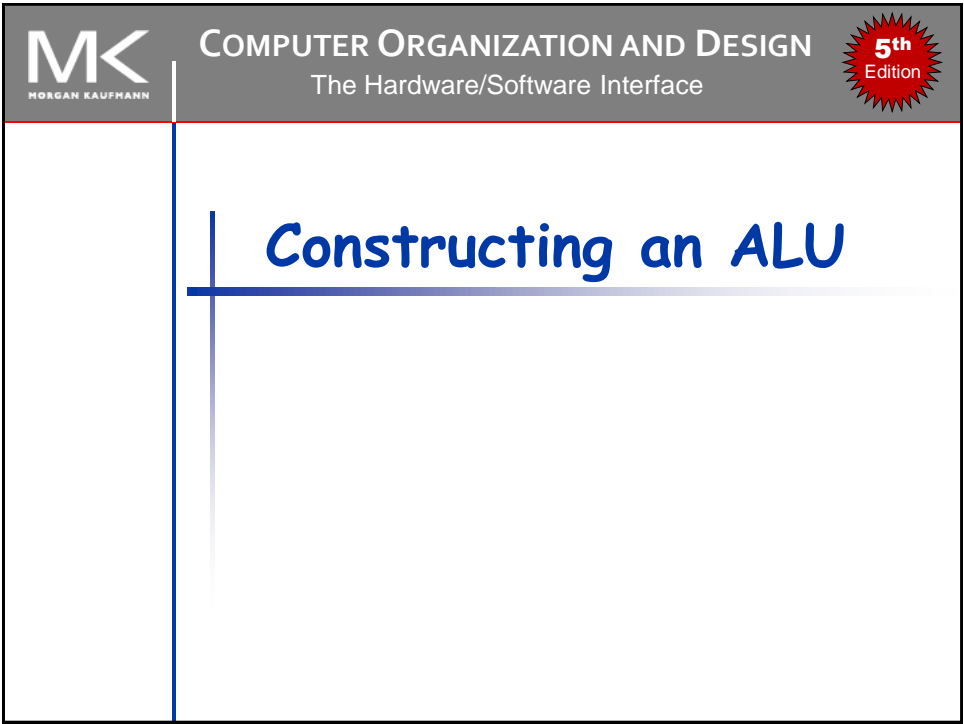 MK
MORGAN KAUFMANN
COMPUTER ORGANIZATION AND DESIGN
The Hardware/Software Interface
5th
Edition
Constructing an ALU